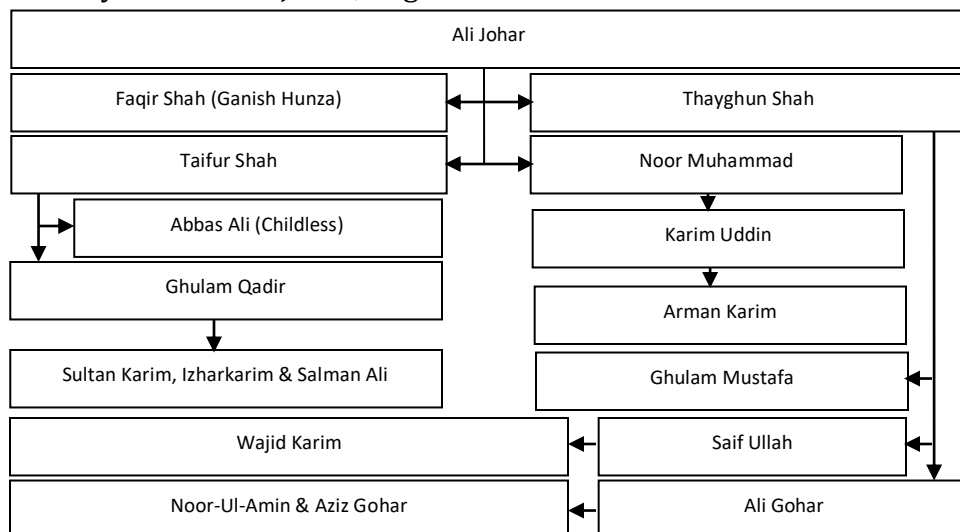 Ali Johar
Faqir Shah (Ganish Hunza)
Thayghun Shah
Taifur Shah
Noor Muhammad
Abbas Ali (Childless)
Karim Uddin
Ghulam Qadir
Arman Karim
Sultan Karim, Izharkarim & Salman Ali
Ghulam Mustafa
Wajid Karim
Saif Ullah
Noor-Ul-Amin & Aziz Gohar
Ali Gohar